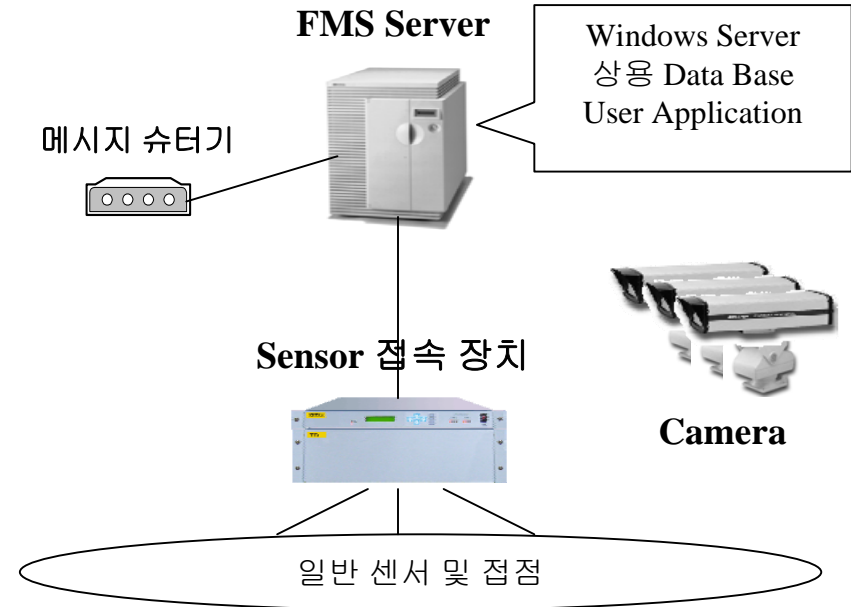 FMS Server
Windows Server
상용 Data Base
User Application
메시지 슈터기
Sensor 접속 장치
Camera
일반 센서 및 접점